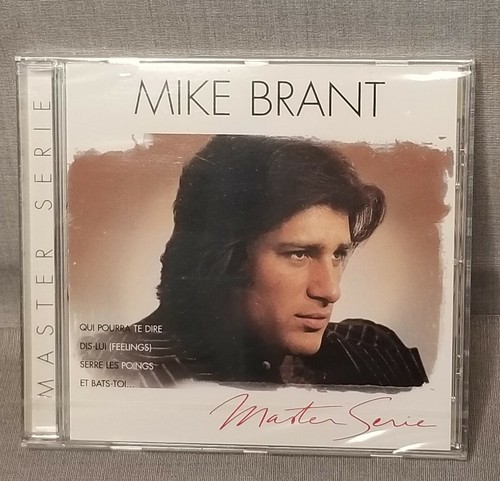 MASTER SERIE
MIKE BRANT
QUI POURRA TE DIRE
DIS-LUI (FEELINGS)
SERRE LES POINGS
ET BATS-TOI...
Master Serie